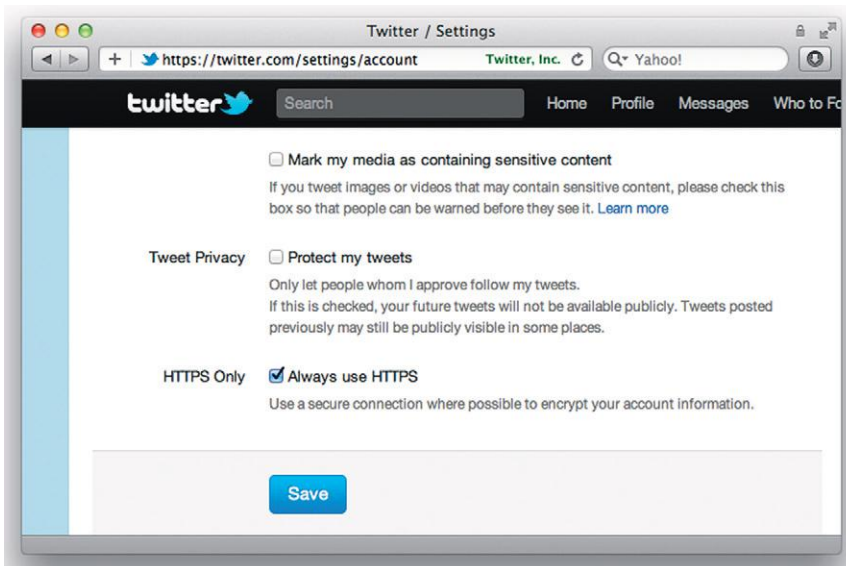 Twitter / Settings
https://twitter.com/settings/account Twitter, Inc. Yahoo!
twitter Search Home Profile Messages Who to Fo
Mark my media as containing sensitive content
If you tweet images or videos that may contain sensitive content, please check this
box so that people can be warned before they see it. Learn more
Tweet Privacy Protect my tweets
Only let people whom I approve follow my tweets.
If this is checked, your future tweets will not be available publicly. Tweets posted
previously may still be publicly visible in some places.
HTTPS Only Always use HTTPS
Use a secure connection where possible to encrypt your account information.
Save